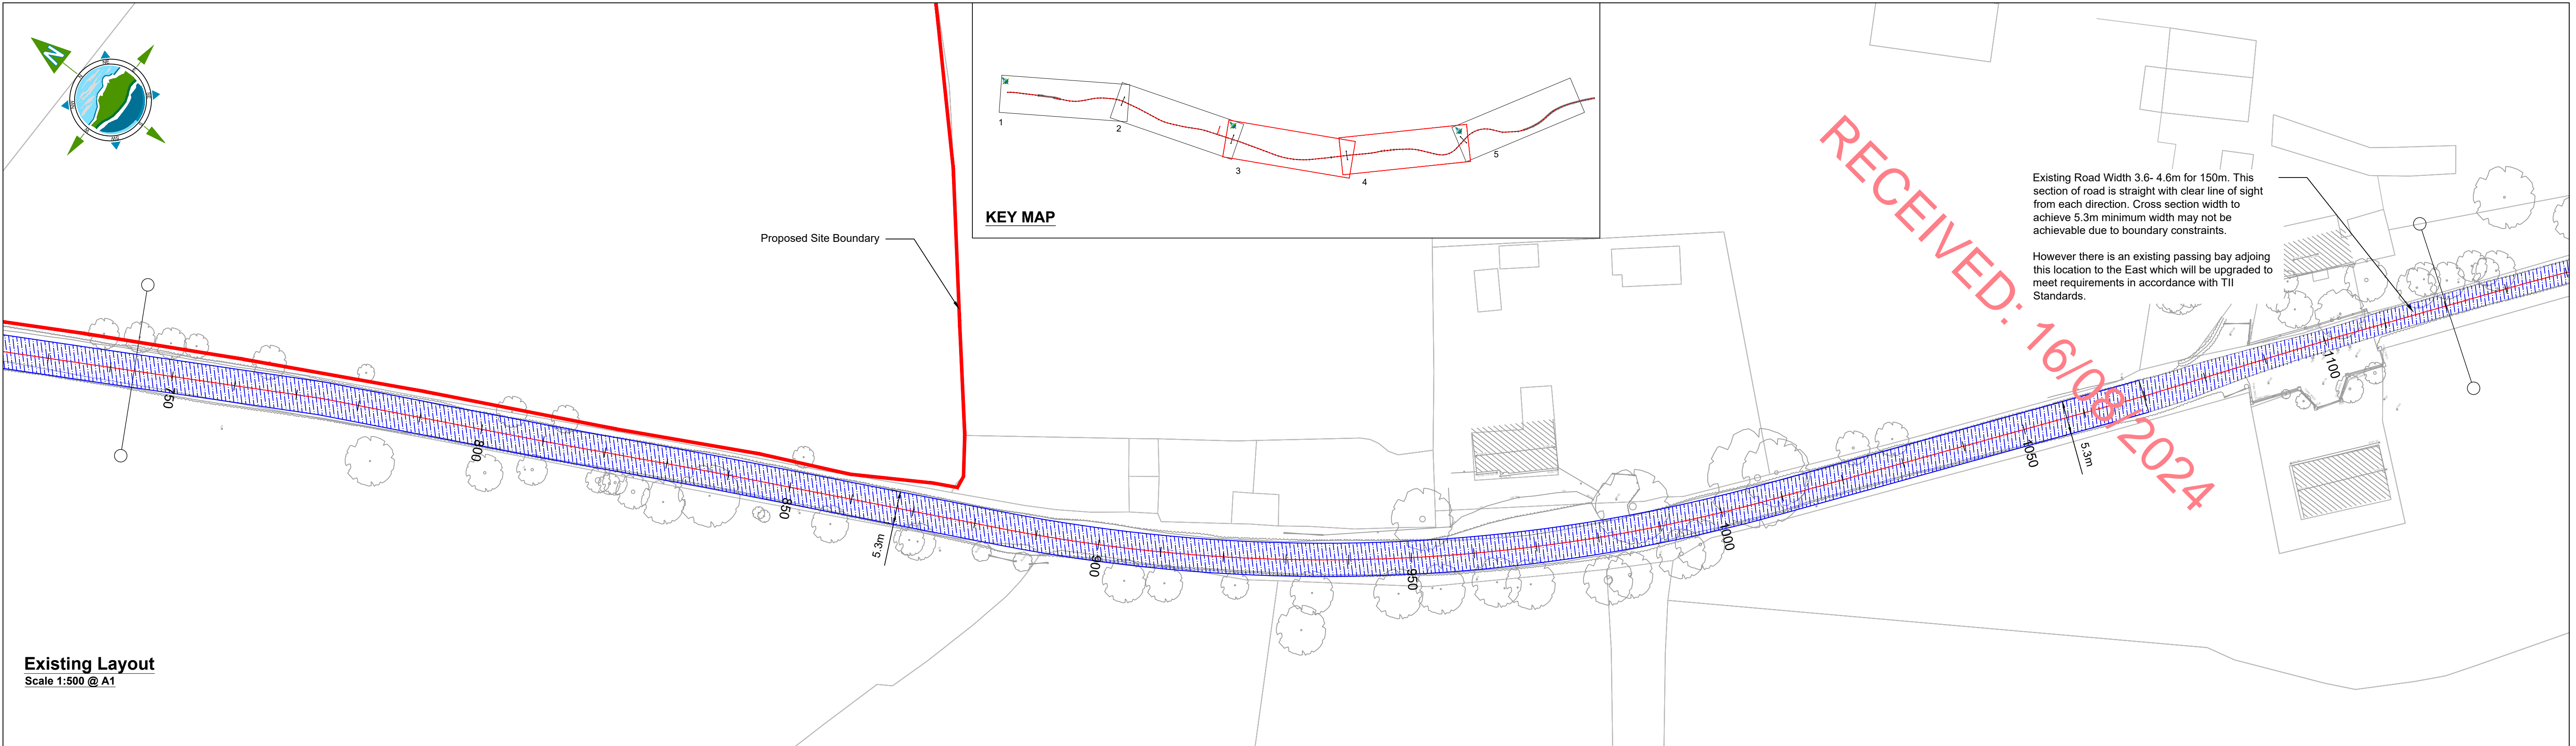 N
KEY MAP
1
2
3
4
5
Proposed Site Boundary
RECEIVED: 16/08/2024
Existing Road Width 3.6- 4.6m for 150m. This
section of road is straight with clear line of sight
from each direction. Cross section width to
achieve 5.3m minimum width may not be
achievable due to boundary constraints.
However there is an existing passing bay adjoing
this location to the East which will be upgraded to
meet requirements in accordance with TII
Standards.
750
800
850
900
950
1000
1050
1100
5.3m
5.3m
Existing Layout
Scale 1:500 @ A1